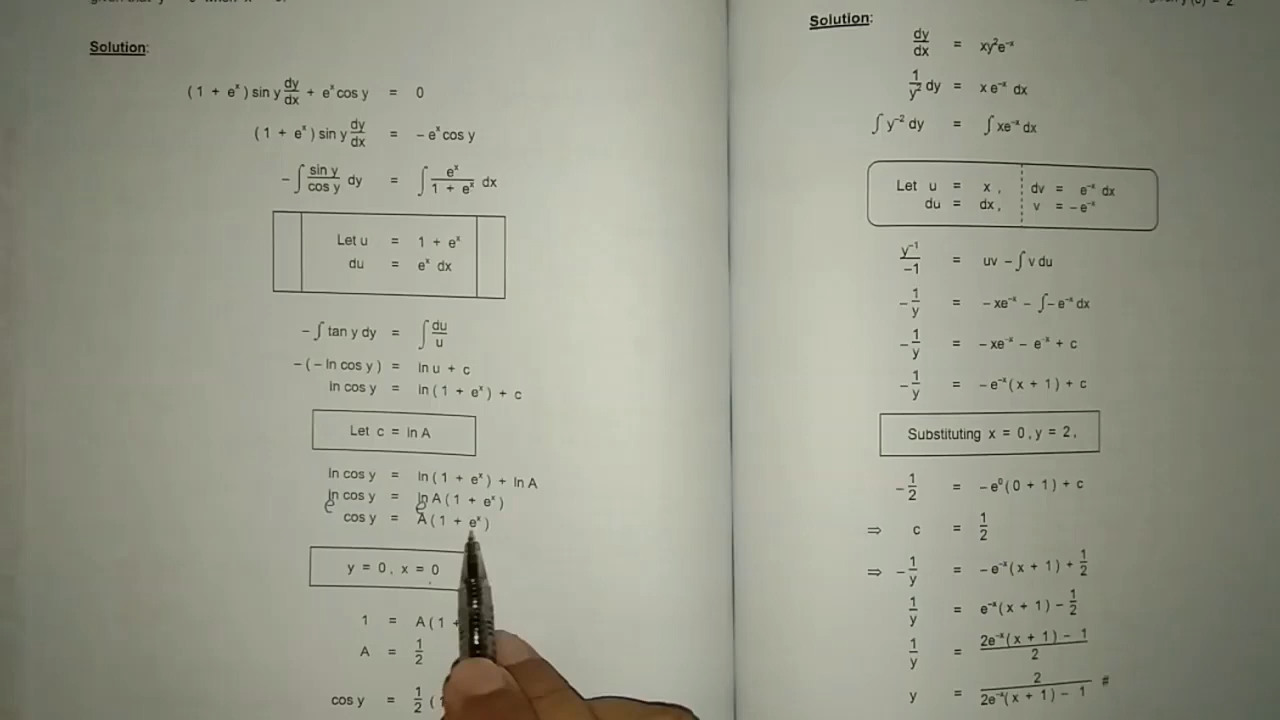 Solution:
( 1 + eˣ ) sin y dy/dx + eˣ cos y = 0
( 1 + eˣ ) sin y dy/dx = − eˣ cos y
− ∫ sin y/cos y dy = ∫ eˣ/1 + eˣ dx
Let u = 1 + eˣ
du = eˣ dx
− ∫ tan y dy = ∫ du/u
− ( − ln cos y ) = ln u + c
ln cos y = ln ( 1 + eˣ ) + c
Let c = ln A
ln cos y = ln ( 1 + eˣ ) + ln A
e ln cos y = e ln A ( 1 + eˣ )
cos y = A ( 1 + eˣ )
y = 0 , x = 0
1 = A ( 1 +
A = 1/2
cos y = 1/2 (
Solution:
dy/dx = xy²e⁻ˣ
1/y² dy = x e⁻ˣ dx
∫ y⁻² dy = ∫ xe⁻ˣ dx
Let u = x , dv = e⁻ˣ dx
du = dx, v = − e⁻ˣ
y⁻¹/−1 = uv − ∫ v du
− 1/y = − xe⁻ˣ − ∫ − e⁻ˣ dx
− 1/y = − xe⁻ˣ − e⁻ˣ + c
− 1/y = − e⁻ˣ ( x + 1 ) + c
Substituting x = 0 , y = 2 ,
− 1/2 = − e⁰ ( 0 + 1 ) + c
⇒ c = 1/2
⇒ − 1/y = − e⁻ˣ ( x + 1 ) + 1/2
1/y = e⁻ˣ ( x + 1 ) − 1/2
1/y = 2e⁻ˣ ( x + 1 ) − 1/2
y = 2/2e⁻ˣ ( x + 1 ) − 1 #